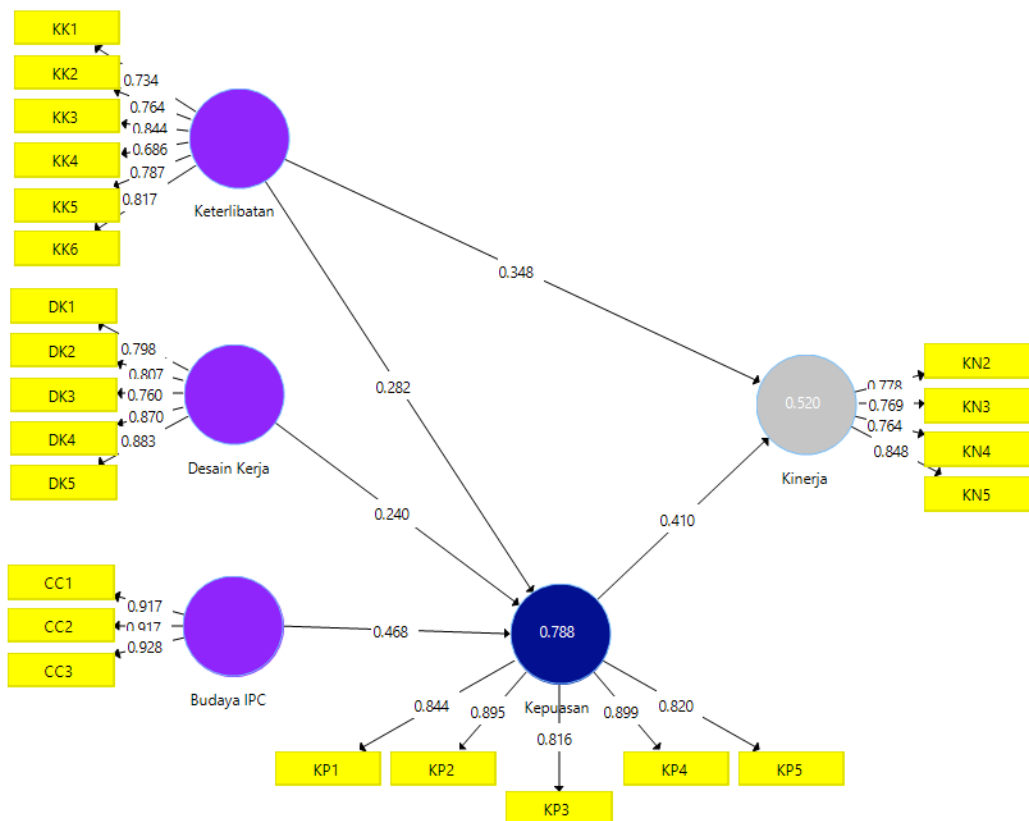 KK1
KK2
KK3
KK4
KK5
KK6
0.734
0.764
0.844
0.686
0.787
0.817
Keterlibatan
0.348
0.282
DK1
DK2
DK3
DK4
DK5
0.798
0.807
0.760
0.870
0.883
Desain Kerja
0.240
CC1
CC2
CC3
0.917
0.917
0.928
Budaya IPC
0.468
0.788
Kepuasan
0.410
0.520
Kinerja
0.778
0.769
0.764
0.848
KN2
KN3
KN4
KN5
0.844
0.895
0.816
0.899
0.820
KP1
KP2
KP3
KP4
KP5